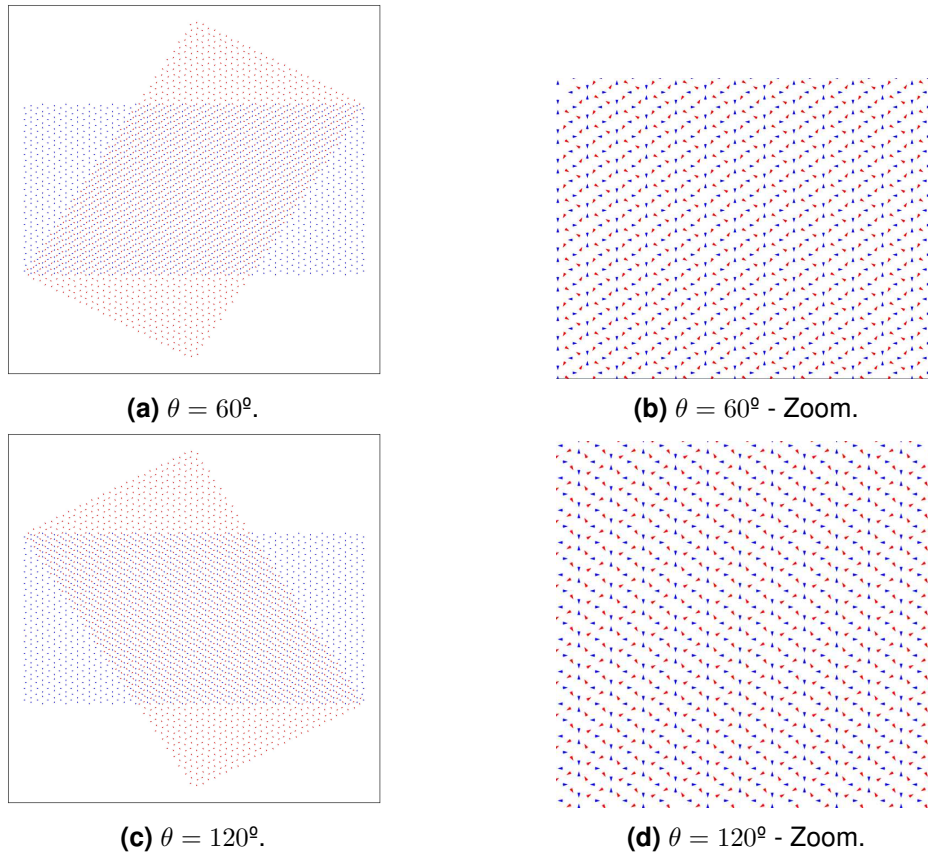 (a) θ = 60º.
(b) θ = 60º - Zoom.
(c) θ = 120º.
(d) θ = 120º - Zoom.